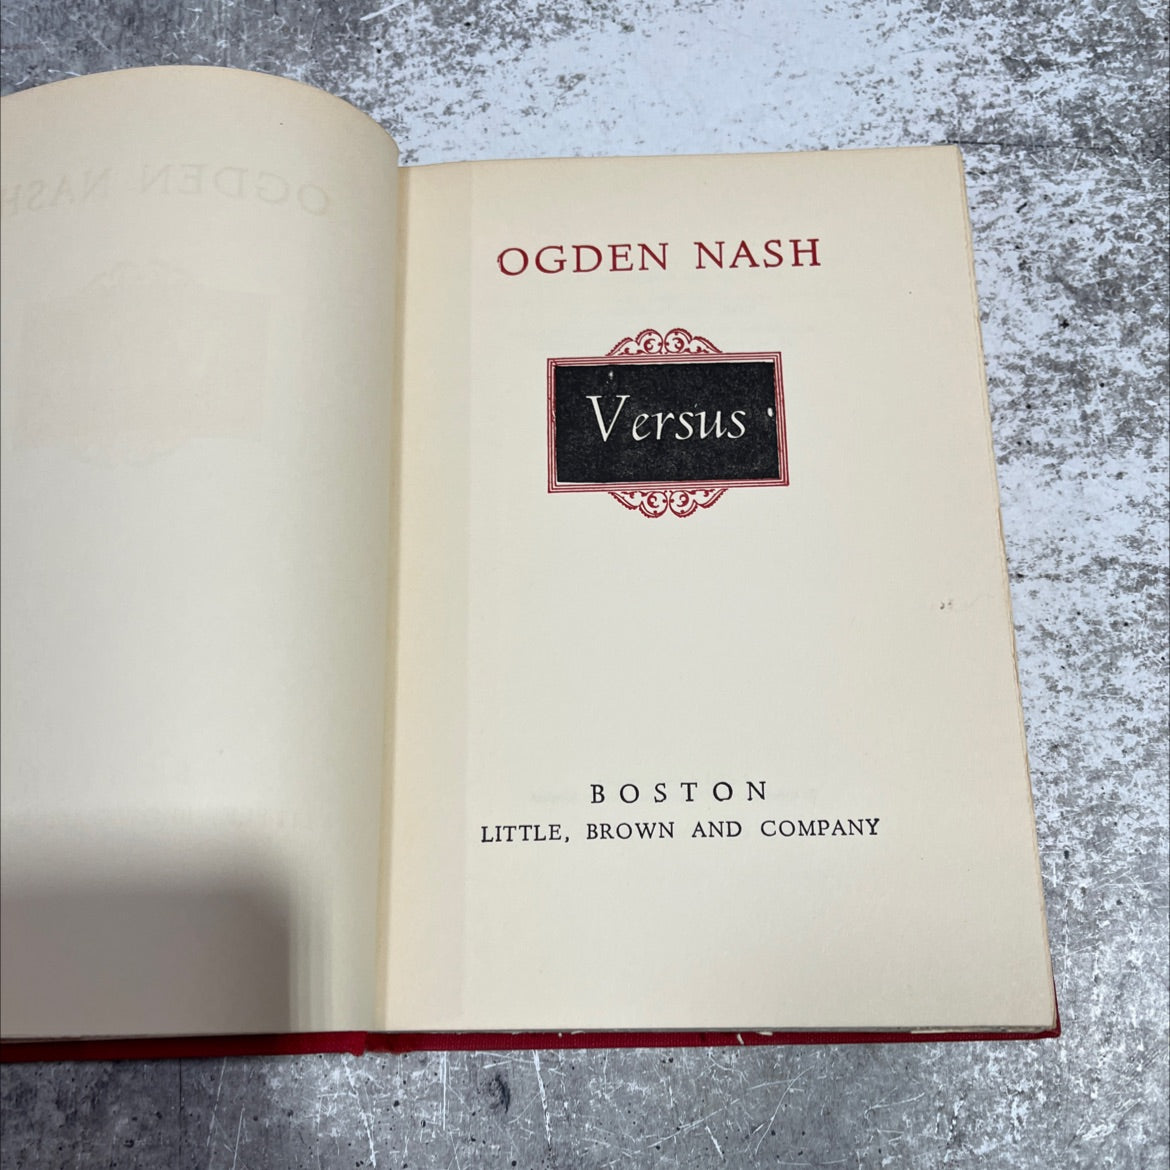 OGDEN NASH
Versus
BOSTON
LITTLE, BROWN AND COMPANY